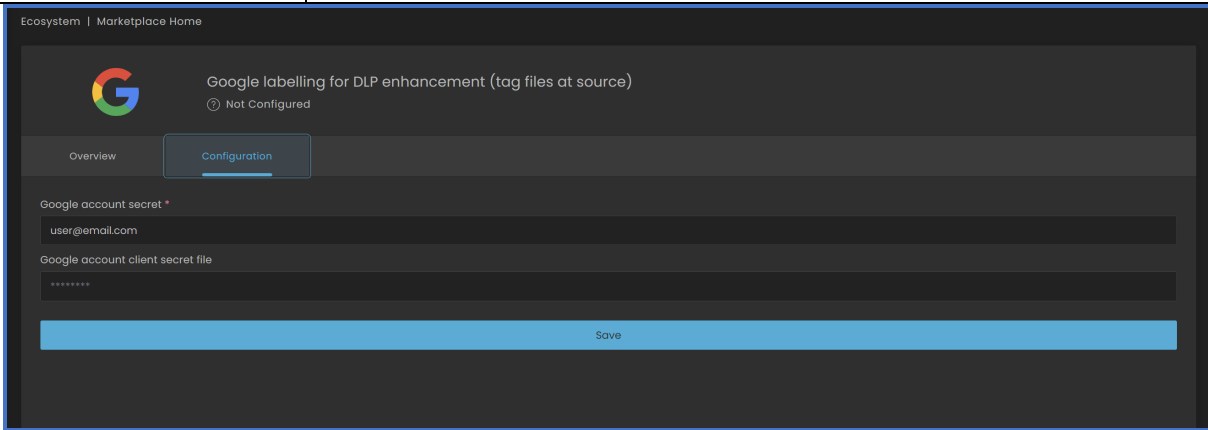 Ecosystem | Marketplace Home
Google labelling for DLP enhancement (tag files at source)
? Not Configured
Overview Configuration
Google account secret *
user@email.com
Google account client secret file
********
Save